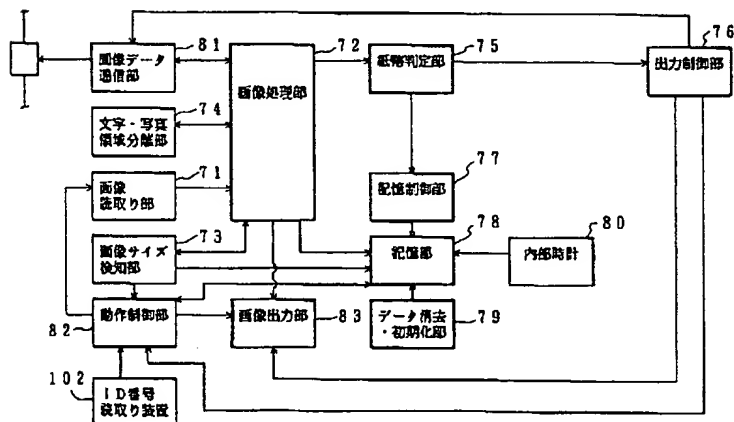 画像データ
通信部
81
72
画像処理部
紙幣判定部
75
76
出力制御部
74
文字・写真
領域分離部
71
画像
読取り部
77
記憶制御部
73
画像サイズ
検知部
78
記憶部
80
内部時計
82
動作制御部
画像出力部
83
データ消去
・初期化部
79
102
ID番号
読取り装置